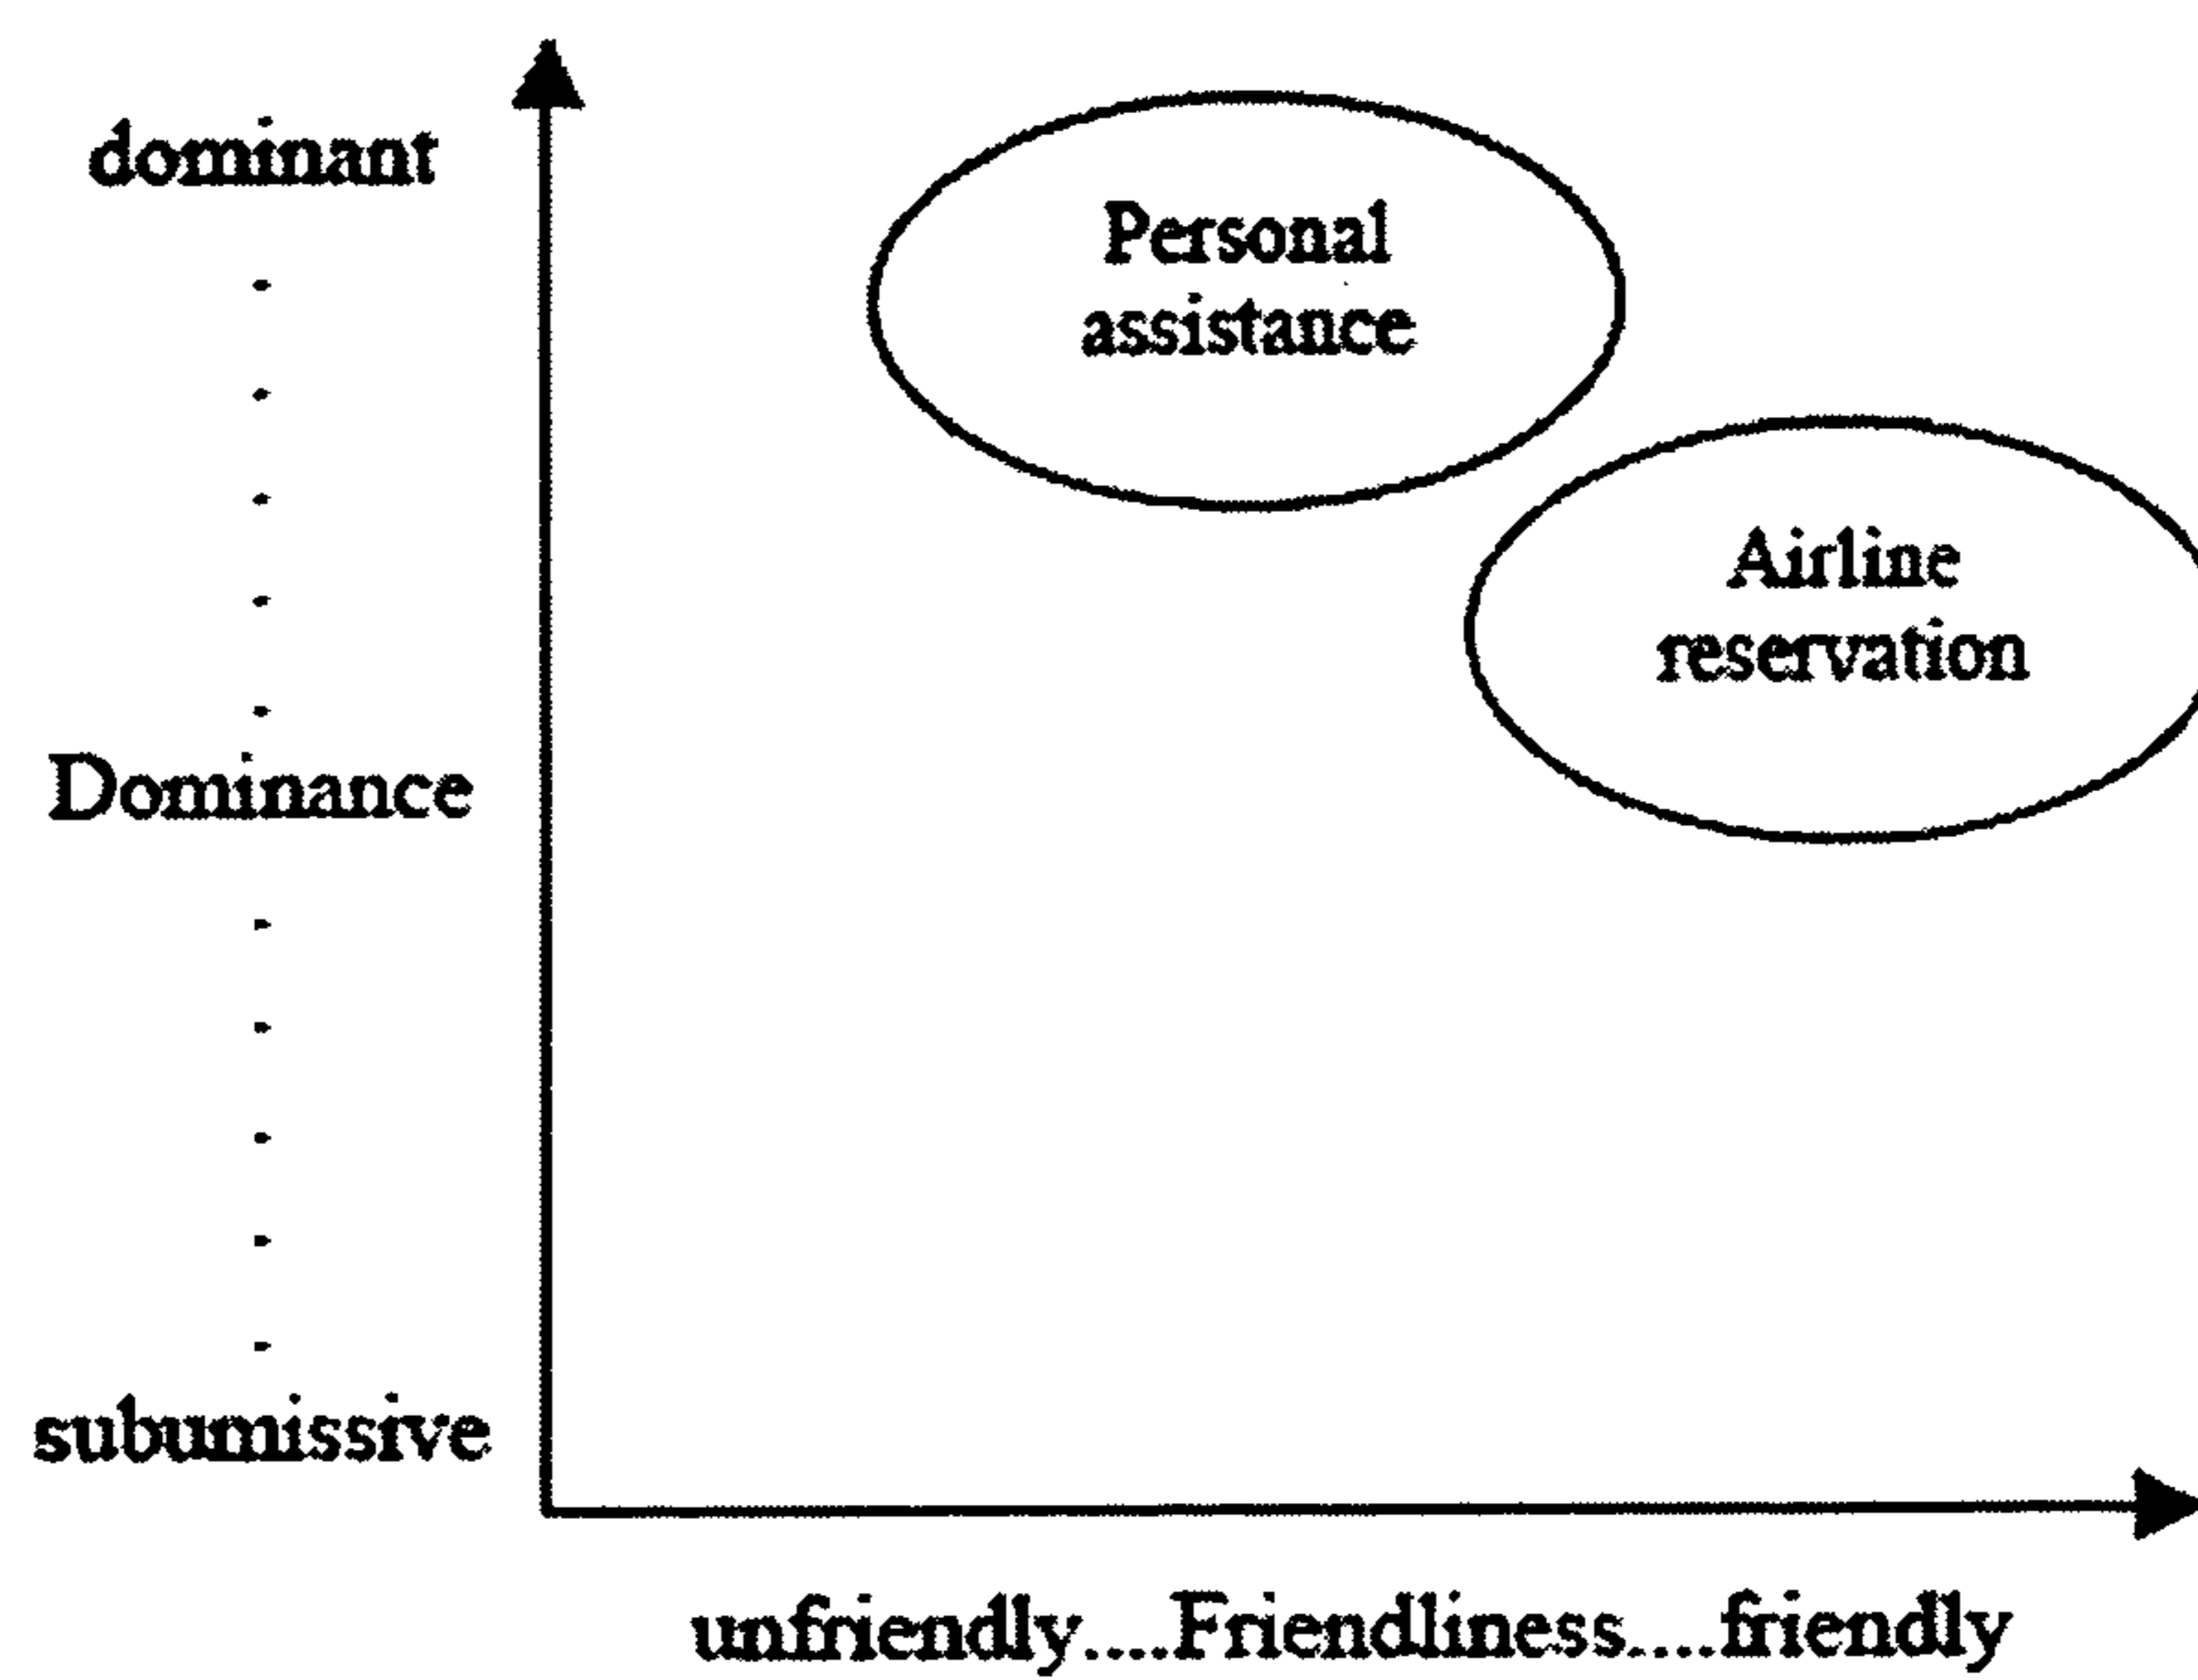 dominant
Personal
assistance
Airline
reservation
Dominance
subumissive
unfriendly....Friendliness....friendly